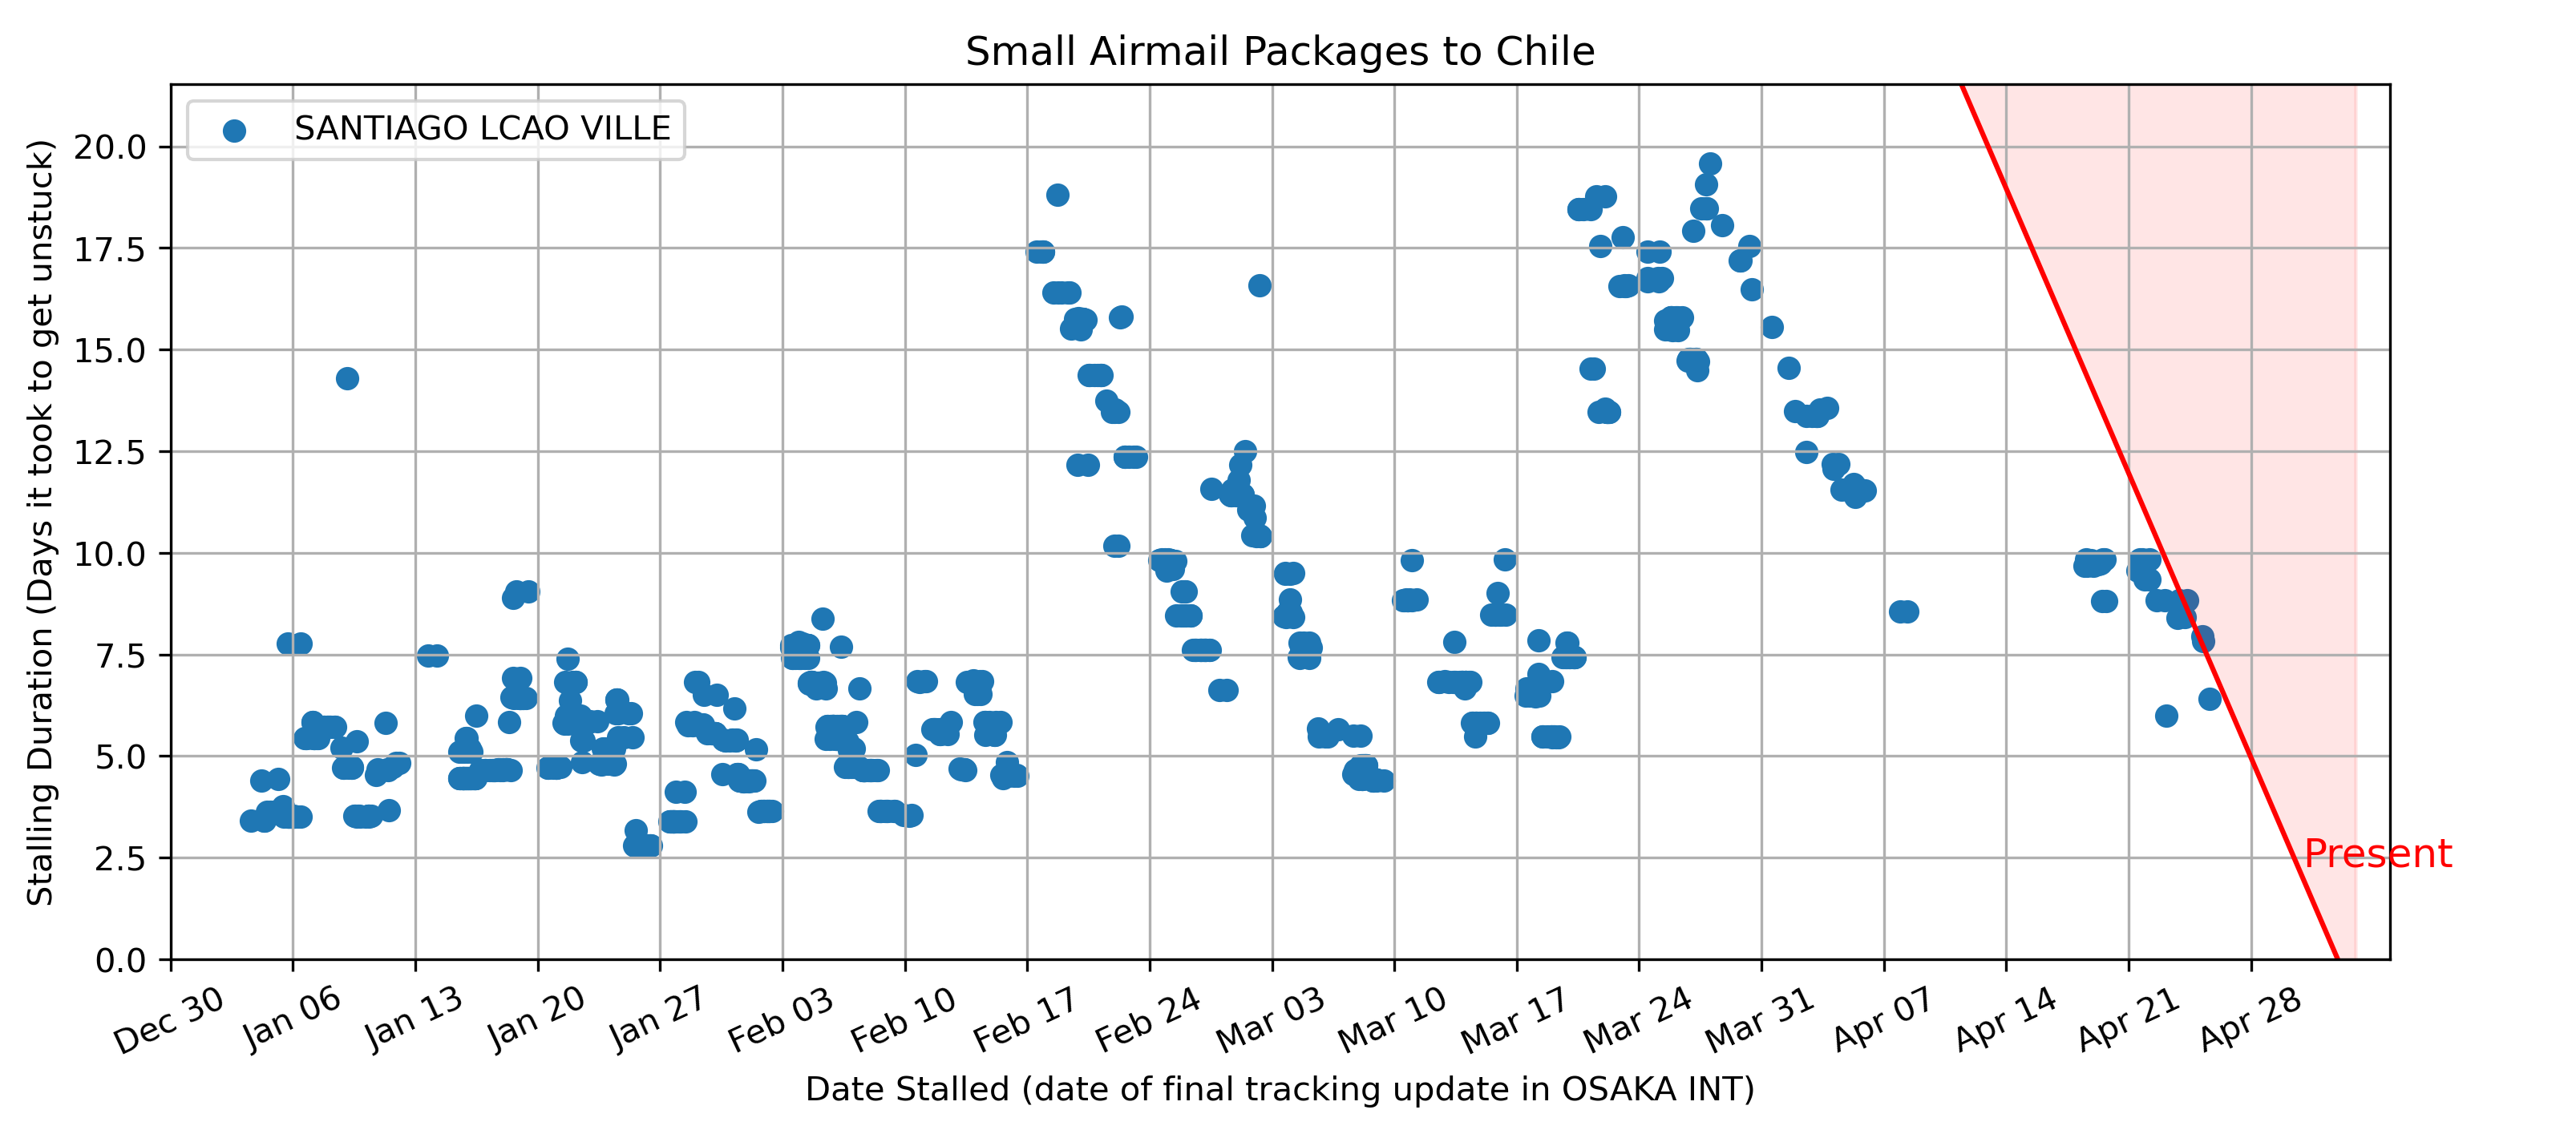 Small Airmail Packages to Chile
SANTIAGO LCAO VILLE
Stalling Duration (Days it took to get unstuck)
20.0
17.5
15.0
12.5
10.0
7.5
5.0
2.5
0.0
Present
Dec 30
Jan 06
Jan 13
Jan 20
Jan 27
Feb 03
Feb 10
Feb 17
Feb 24
Mar 03
Mar 10
Mar 17
Mar 24
Mar 31
Apr 07
Apr 14
Apr 21
Apr 28
Date Stalled (date of final tracking update in OSAKA INT)